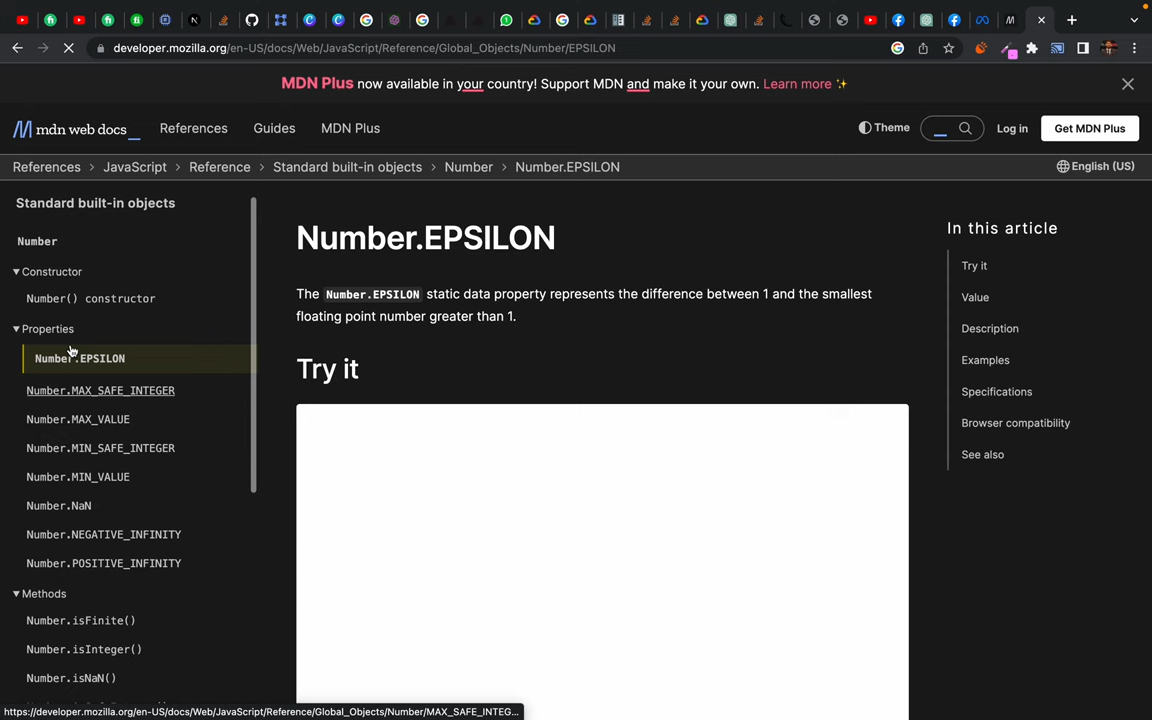 developer.mozilla.org/en-US/docs/Web/JavaScript/Reference/Global_Objects/Number/EPSILON
MDN Plus now available in your country! Support MDN and make it your own. Learn more ✨
mdn web docs_
References
Guides
MDN Plus
Theme
Log in
Get MDN Plus
References > JavaScript > Reference > Standard built-in objects > Number > Number.EPSILON
English (US)
Standard built-in objects
Number
Constructor
Number() constructor
Properties
Number.EPSILON
Number.MAX_SAFE_INTEGER
Number.MAX_VALUE
Number.MIN_SAFE_INTEGER
Number.MIN_VALUE
Number.NaN
Number.NEGATIVE_INFINITY
Number.POSITIVE_INFINITY
Methods
Number.isFinite()
Number.isInteger()
Number.isNaN()
Number.EPSILON
The Number.EPSILON static data property represents the difference between 1 and the smallest
floating point number greater than 1.
Try it
In this article
Try it
Value
Description
Examples
Specifications
Browser compatibility
See also
https://developer.mozilla.org/en-US/docs/Web/JavaScript/Reference/Global_Objects/Number/MAX_SAFE_INTEG...